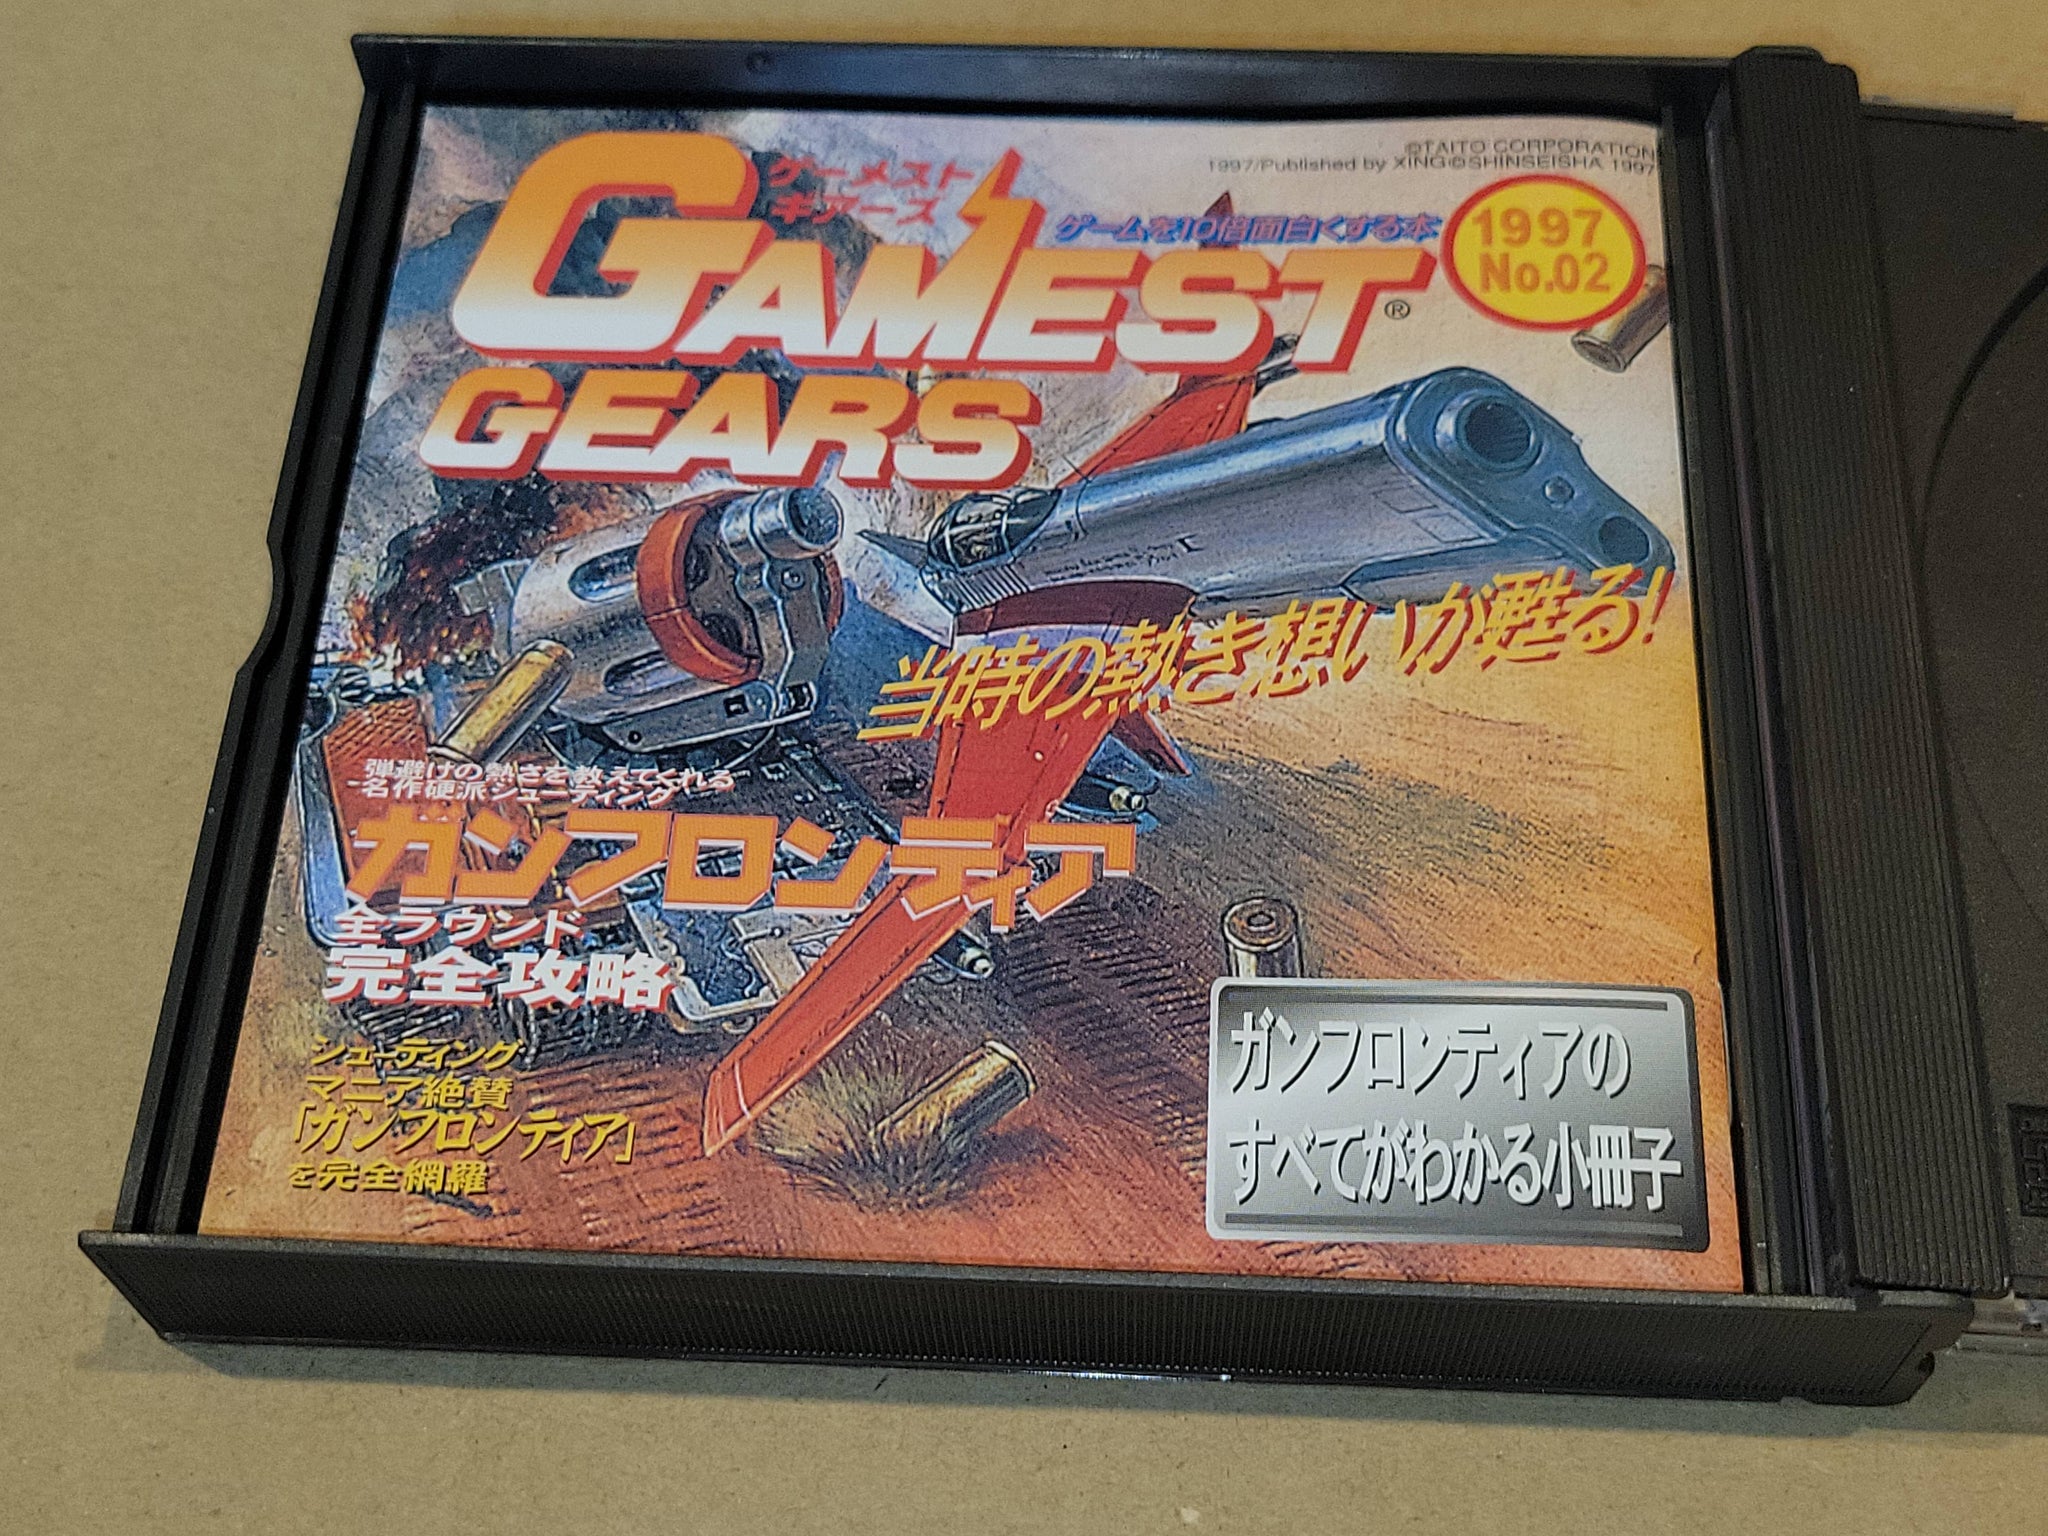 ©TAITO CORPORATION
1997/Published by XING©SHINSEISHA 1997
ゲーメスト
ギアーズ
ゲームを10倍面白くする本
1997
No.02
GAMEST®
GEARS
当時の熱き想いが甦る!
弾避けの熱さを教えてくれる
名作硬派シューティング
ガンフロンティア
全ラウンド
完全攻略
シューティング
マニア絶賛
「ガンフロンティア」
を完全網羅
ガンフロンティアの
すべてがわかる小冊子